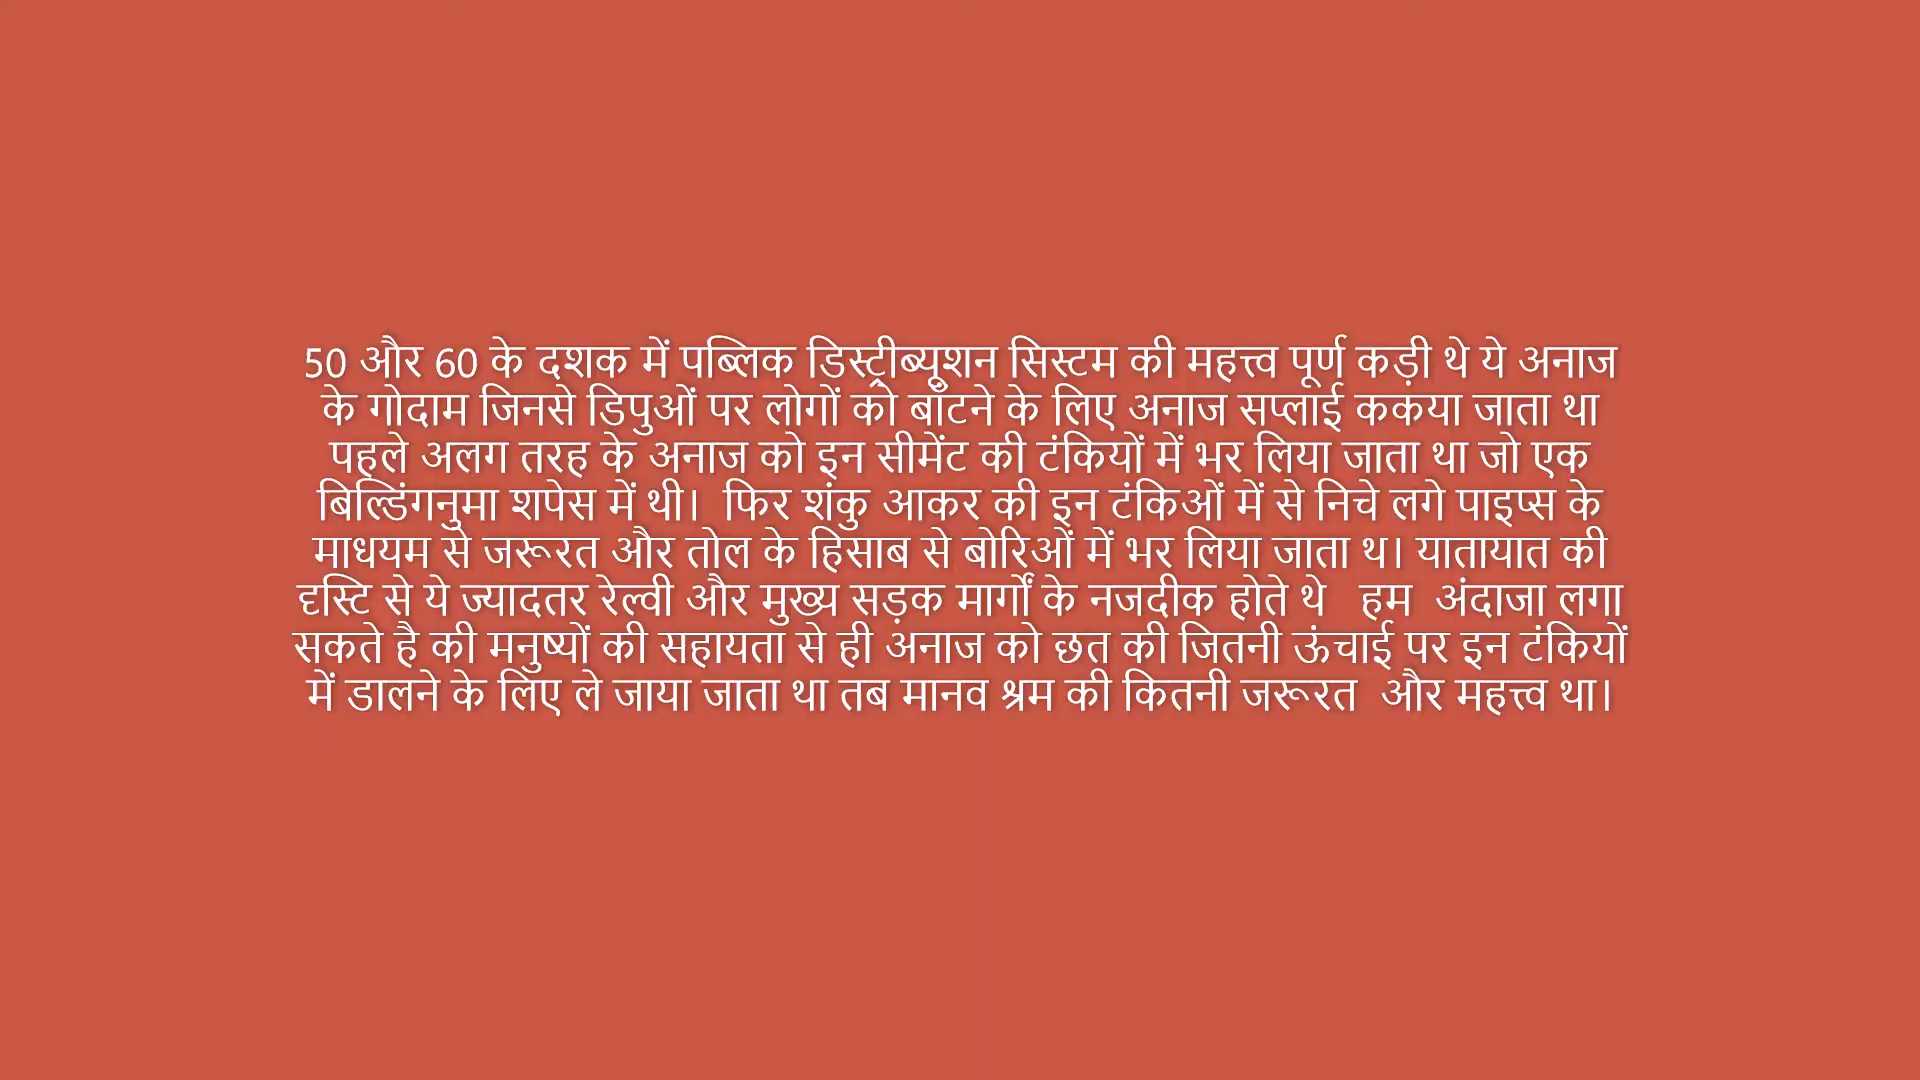 50 और 60 के दशक में पब्लिक डिस्ट्रीब्यूशन सिस्टम की महत्त्व पूर्ण कड़ी थे ये अनाज
के गोदाम जिनसे डिपुओं पर लोगों को बाँटने के लिए अनाज सप्लाई ककया जाता था
पहले अलग तरह के अनाज को इन सीमेंट की टंकियों में भर लिया जाता था जो एक
बिल्डिंगनुमा शपेस में थी। फिर शंकु आकर की इन टंकिओं में से निचे लगे पाइप्स के
माधयम से जरूरत और तोल के हिसाब से बोरिओं में भर लिया जाता थ। यातायात की
दृस्टि से ये ज्यादतर रेल्वी और मुख्य सड़क मार्गों के नजदीक होते थे हम अंदाजा लगा
सकते है की मनुष्यों की सहायता से ही अनाज को छत की जितनी ऊंचाई पर इन टंकियों
में डालने के लिए ले जाया जाता था तब मानव श्रम की कितनी जरूरत और महत्त्व था।